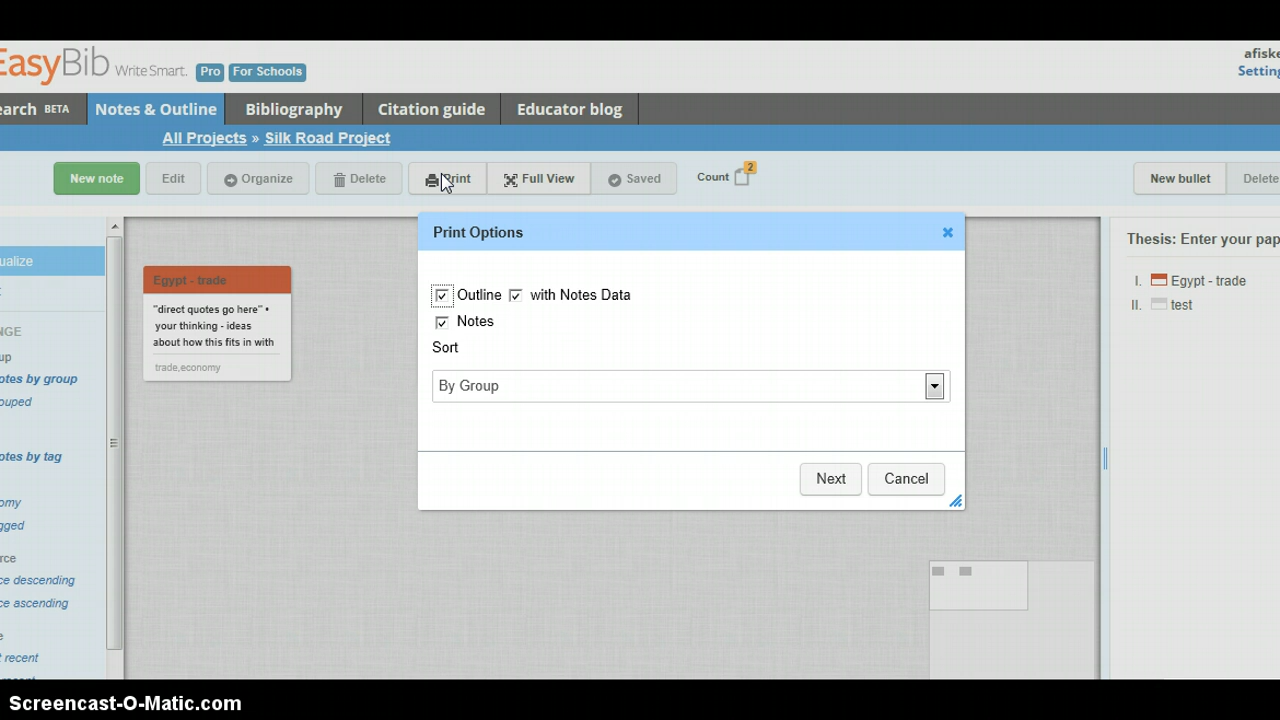 EasyBib WriteSmart. Pro For Schools
afiske
Setting
earch BETA Notes & Outline Bibliography Citation guide Educator blog
All Projects » Silk Road Project
New note Edit Organize Delete Print Full View Saved Count 2 New bullet Delete
Print Options
Outline with Notes Data
Notes
Sort
By Group
Next Cancel
Egypt - trade
"direct quotes go here" •
your thinking - ideas
about how this fits in with
trade,economy
Thesis: Enter your pap
I. Egypt - trade
II. test
ualize
NGE
up
otes by group
ouped
otes by tag
omy
gged
rce
ce descending
ce ascending
e
t recent
Screencast-O-Matic.com